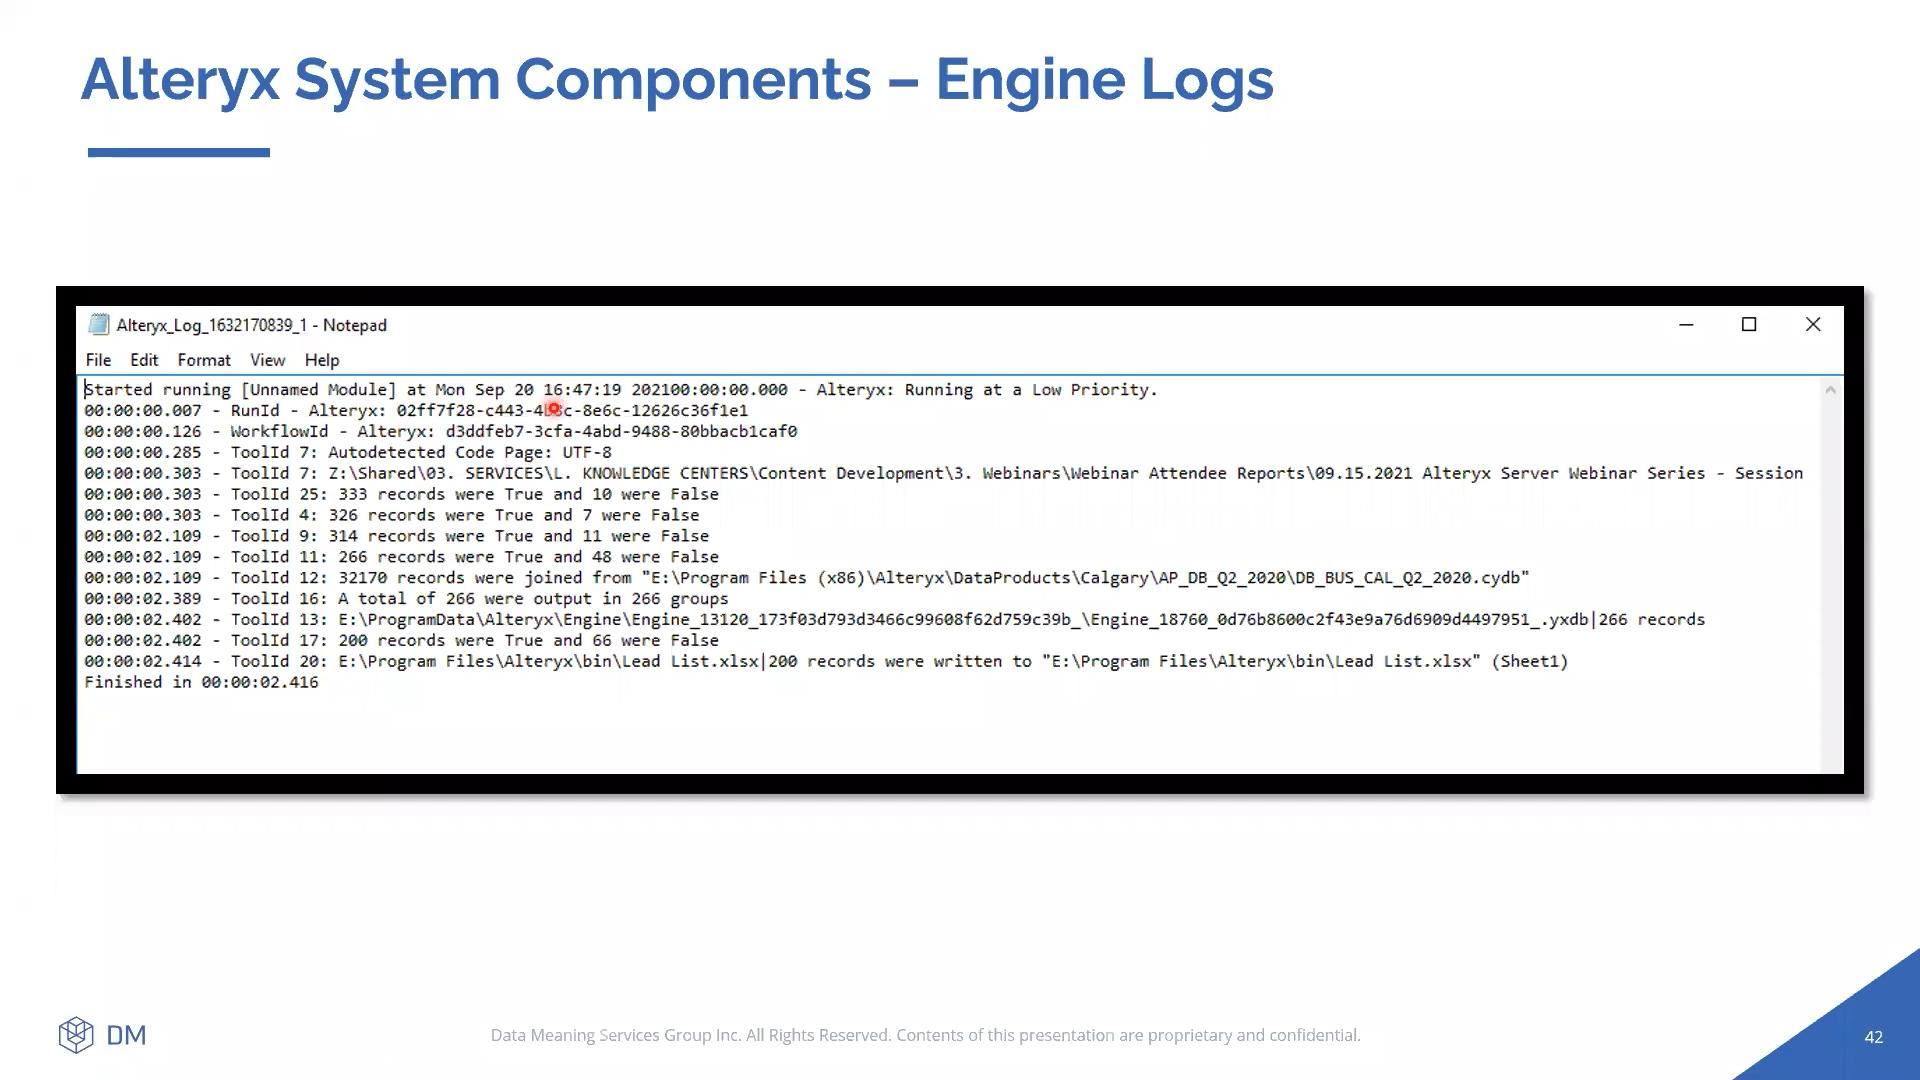 Alteryx System Components – Engine Logs
Alteryx_Log_1632170839_1 - Notepad
File Edit Format View Help
Started running [Unnamed Module] at Mon Sep 20 16:47:19 202100:00:00.000 - Alteryx: Running at a Low Priority.
00:00:00.007 - RunId - Alteryx: 02ff7f28-c443-4b8c-8e6c-12626c36f1e1
00:00:00.126 - WorkflowId - Alteryx: d3ddfeb7-3cfa-4abd-9488-80bbacb1caf0
00:00:00.285 - ToolId 7: Autodetected Code Page: UTF-8
00:00:00.303 - ToolId 7: Z:\Shared\03. SERVICES\L. KNOWLEDGE CENTERS\Content Development\3. Webinars\Webinar Attendee Reports\09.15.2021 Alteryx Server Webinar Series - Session
00:00:00.303 - ToolId 25: 333 records were True and 10 were False
00:00:00.303 - ToolId 4: 326 records were True and 7 were False
00:00:02.109 - ToolId 9: 314 records were True and 11 were False
00:00:02.109 - ToolId 11: 266 records were True and 48 were False
00:00:02.109 - ToolId 12: 32170 records were joined from "E:\Program Files (x86)\Alteryx\DataProducts\Calgary\AP_DB_Q2_2020\DB_BUS_CAL_Q2_2020.cydb"
00:00:02.389 - ToolId 16: A total of 266 were output in 266 groups
00:00:02.402 - ToolId 13: E:\ProgramData\Alteryx\Engine\Engine_13120_173f03d793d3466c99608f62d759c39b_\Engine_18760_0d76b8600c2f43e9a76d6909d4497951_.yxdb|266 records
00:00:02.402 - ToolId 17: 200 records were True and 66 were False
00:00:02.414 - ToolId 20: E:\Program Files\Alteryx\bin\Lead List.xlsx|200 records were written to "E:\Program Files\Alteryx\bin\Lead List.xlsx" (Sheet1)
Finished in 00:00:02.416
DM
Data Meaning Services Group Inc. All Rights Reserved. Contents of this presentation are proprietary and confidential.
42